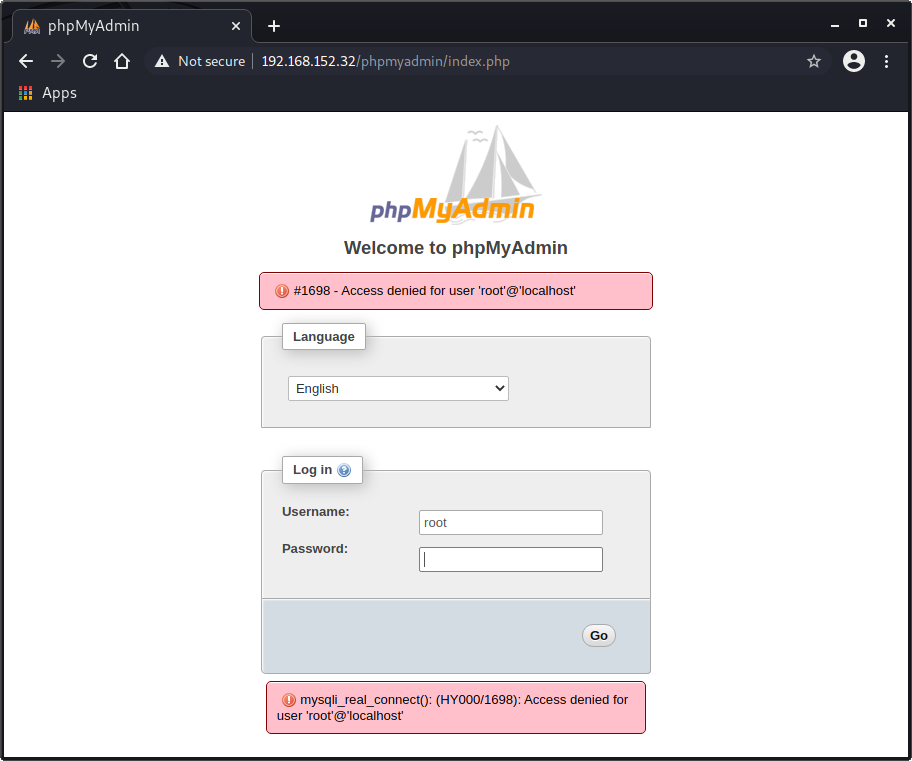 phpMyAdmin
Not secure 192.168.152.32/phpmyadmin/index.php
Apps
phpMyAdmin
Welcome to phpMyAdmin
#1698 - Access denied for user 'root'@'localhost'
Language
English
Log in
Username:
root
Password:
Go
mysqli_real_connect(): (HY000/1698): Access denied for
user 'root'@'localhost'